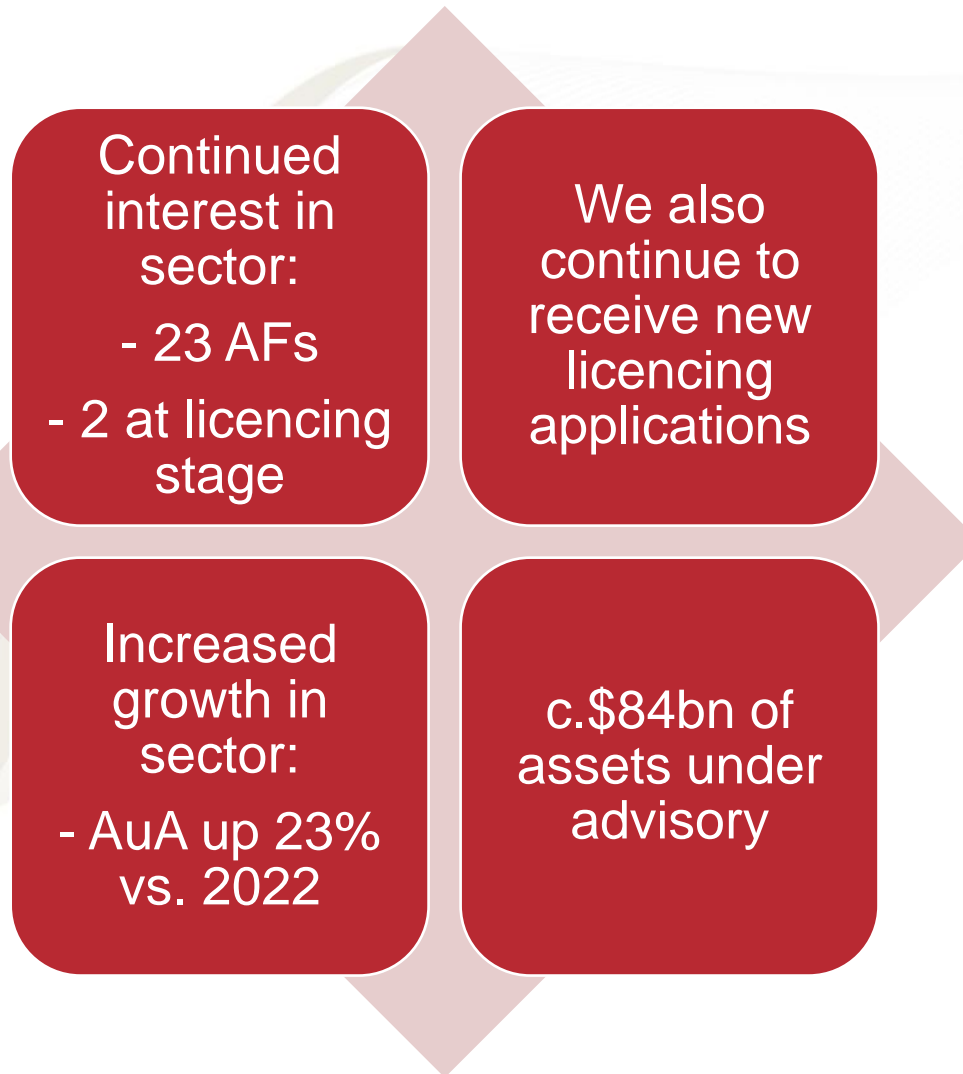 Continued
interest in
sector:
- 23 AFs
- 2 at licencing
stage
We also
continue to
receive new
licencing
applications
Increased
growth in
sector:
- AuA up 23%
vs. 2022
c.$84bn of
assets under
advisory